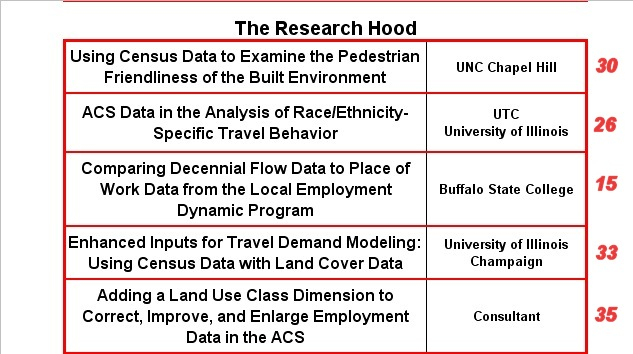 The Research Hood
Using Census Data to Examine the Pedestrian
Friendliness of the Built Environment
UNC Chapel Hill
30
ACS Data in the Analysis of Race/Ethnicity-
Specific Travel Behavior
UTC
University of Illinois
26
Comparing Decennial Flow Data to Place of
Work Data from the Local Employment
Dynamic Program
Buffalo State College
15
Enhanced Inputs for Travel Demand Modeling:
Using Census Data with Land Cover Data
University of Illinois
Champaign
33
Adding a Land Use Class Dimension to
Correct, Improve, and Enlarge Employment
Data in the ACS
Consultant
35